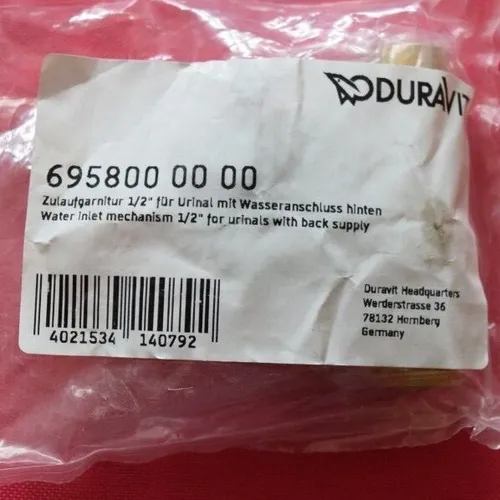 DURAVIT
695800 00 00
Zulaufgarnitur 1/2" für Urinal mit Wasseranschluss hinten
Water inlet mechanism 1/2" for urinals with back supply
Duravit Headquarters
Werderstrasse 36
78132 Hornberg
Germany
4021534 140792